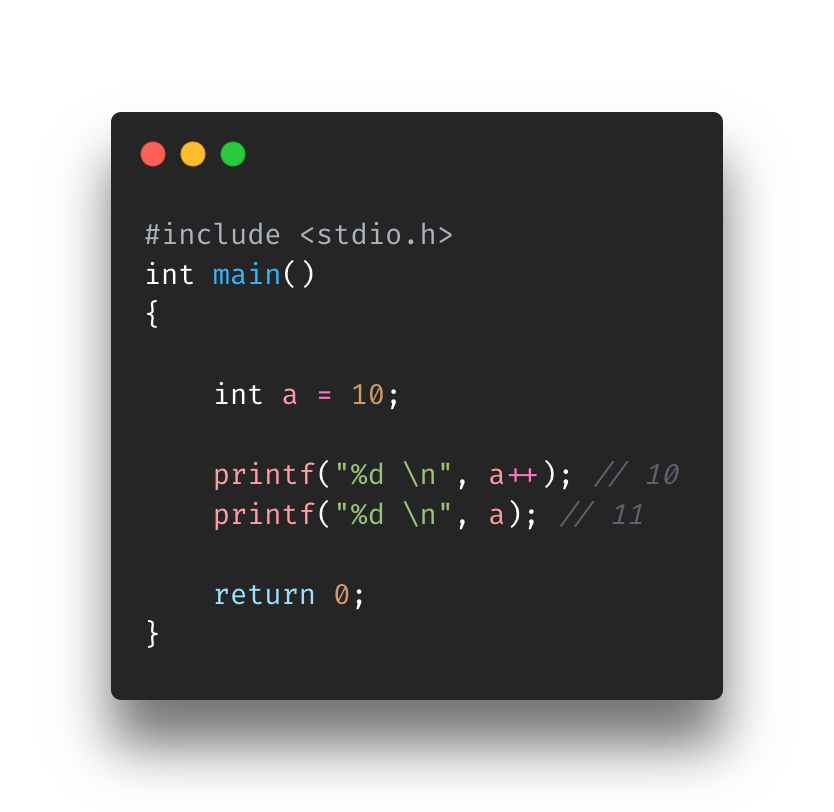 #include <stdio.h>
int main()
{
    int a = 10;
    printf("%d \n", a++); // 10
    printf("%d \n", a); // 11
    return 0;
}